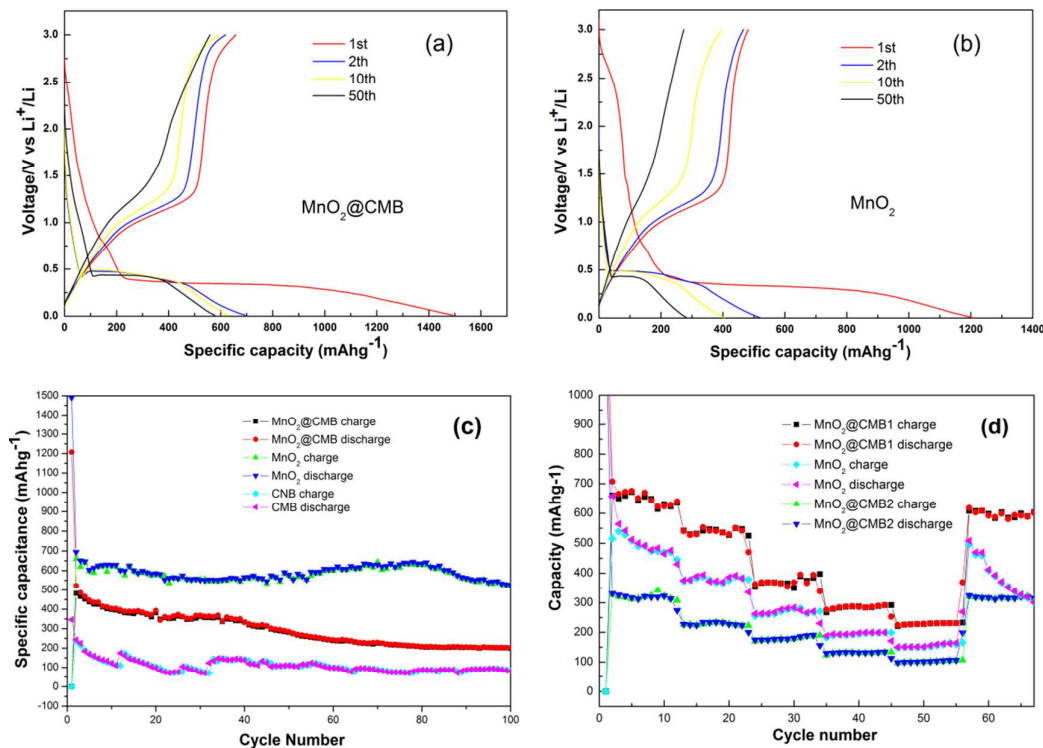 (a)
1st
2th
10th
50th
MnO2@CMB
Voltage/V vs Li+/Li
3.0
2.5
2.0
1.5
1.0
0.5
0.0
0 200 400 600 800 1000 1200 1400 1600
Specific capacity (mAhg-1)
(b)
1st
2th
10th
50th
MnO2
Voltage/V vs Li+/Li
3.0
2.5
2.0
1.5
1.0
0.5
0.0
0 200 400 600 800 1000 1200 1400
Specific capacity (mAhg-1)
(c)
MnO2@CMB charge
MnO2@CMB discharge
MnO2 charge
MnO2 discharge
CNB charge
CMB discharge
Specific capacitance (mAhg-1)
1500
1400
1300
1200
1100
1000
900
800
700
600
500
400
300
200
100
0
-100
0 20 40 60 80 100
Cycle Number
(d)
MnO2@CMB1 charge
MnO2@CMB1 discharge
MnO2 charge
MnO2 discharge
MnO2@CMB2 charge
MnO2@CMB2 discharge
Capacity (mAhg-1)
1000
900
800
700
600
500
400
300
200
100
0
0 10 20 30 40 50 60
Cycle number